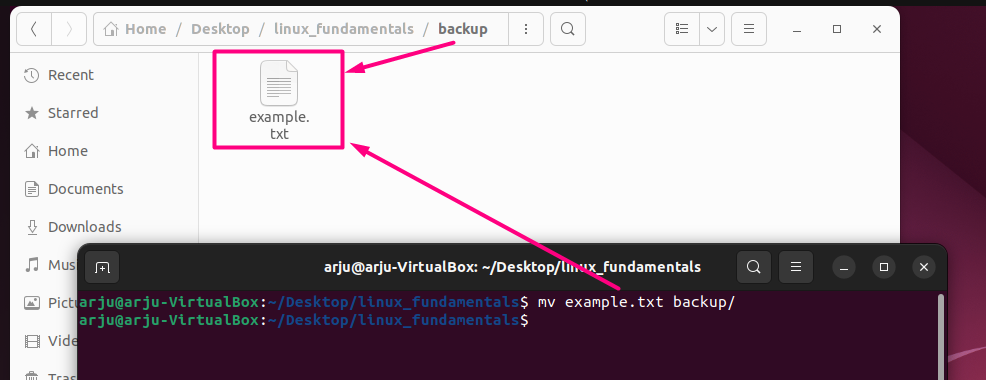 Home / Desktop / linux_fundamentals / backup
Recent
Starred
Home
Documents
Downloads
Mus
Pictu
Vide
Tras
example.
txt
arju@arju-VirtualBox: ~/Desktop/linux_fundamentals
arju@arju-VirtualBox:~/Desktop/linux_fundamentals$ mv example.txt backup/
arju@arju-VirtualBox:~/Desktop/linux_fundamentals$